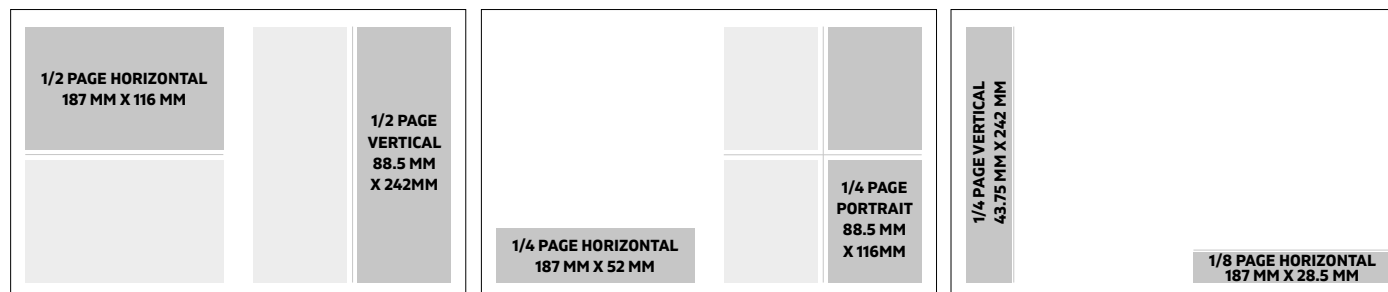 1/2 PAGE HORIZONTAL
187 MM X 116 MM
1/2 PAGE
VERTICAL
88.5 MM
X 242MM
1/4 PAGE HORIZONTAL
187 MM X 52 MM
1/4 PAGE
PORTRAIT
88.5 MM
X 116MM
1/4 PAGE VERTICAL
43.75 MM X 242 MM
1/8 PAGE HORIZONTAL
187 MM X 28.5 MM